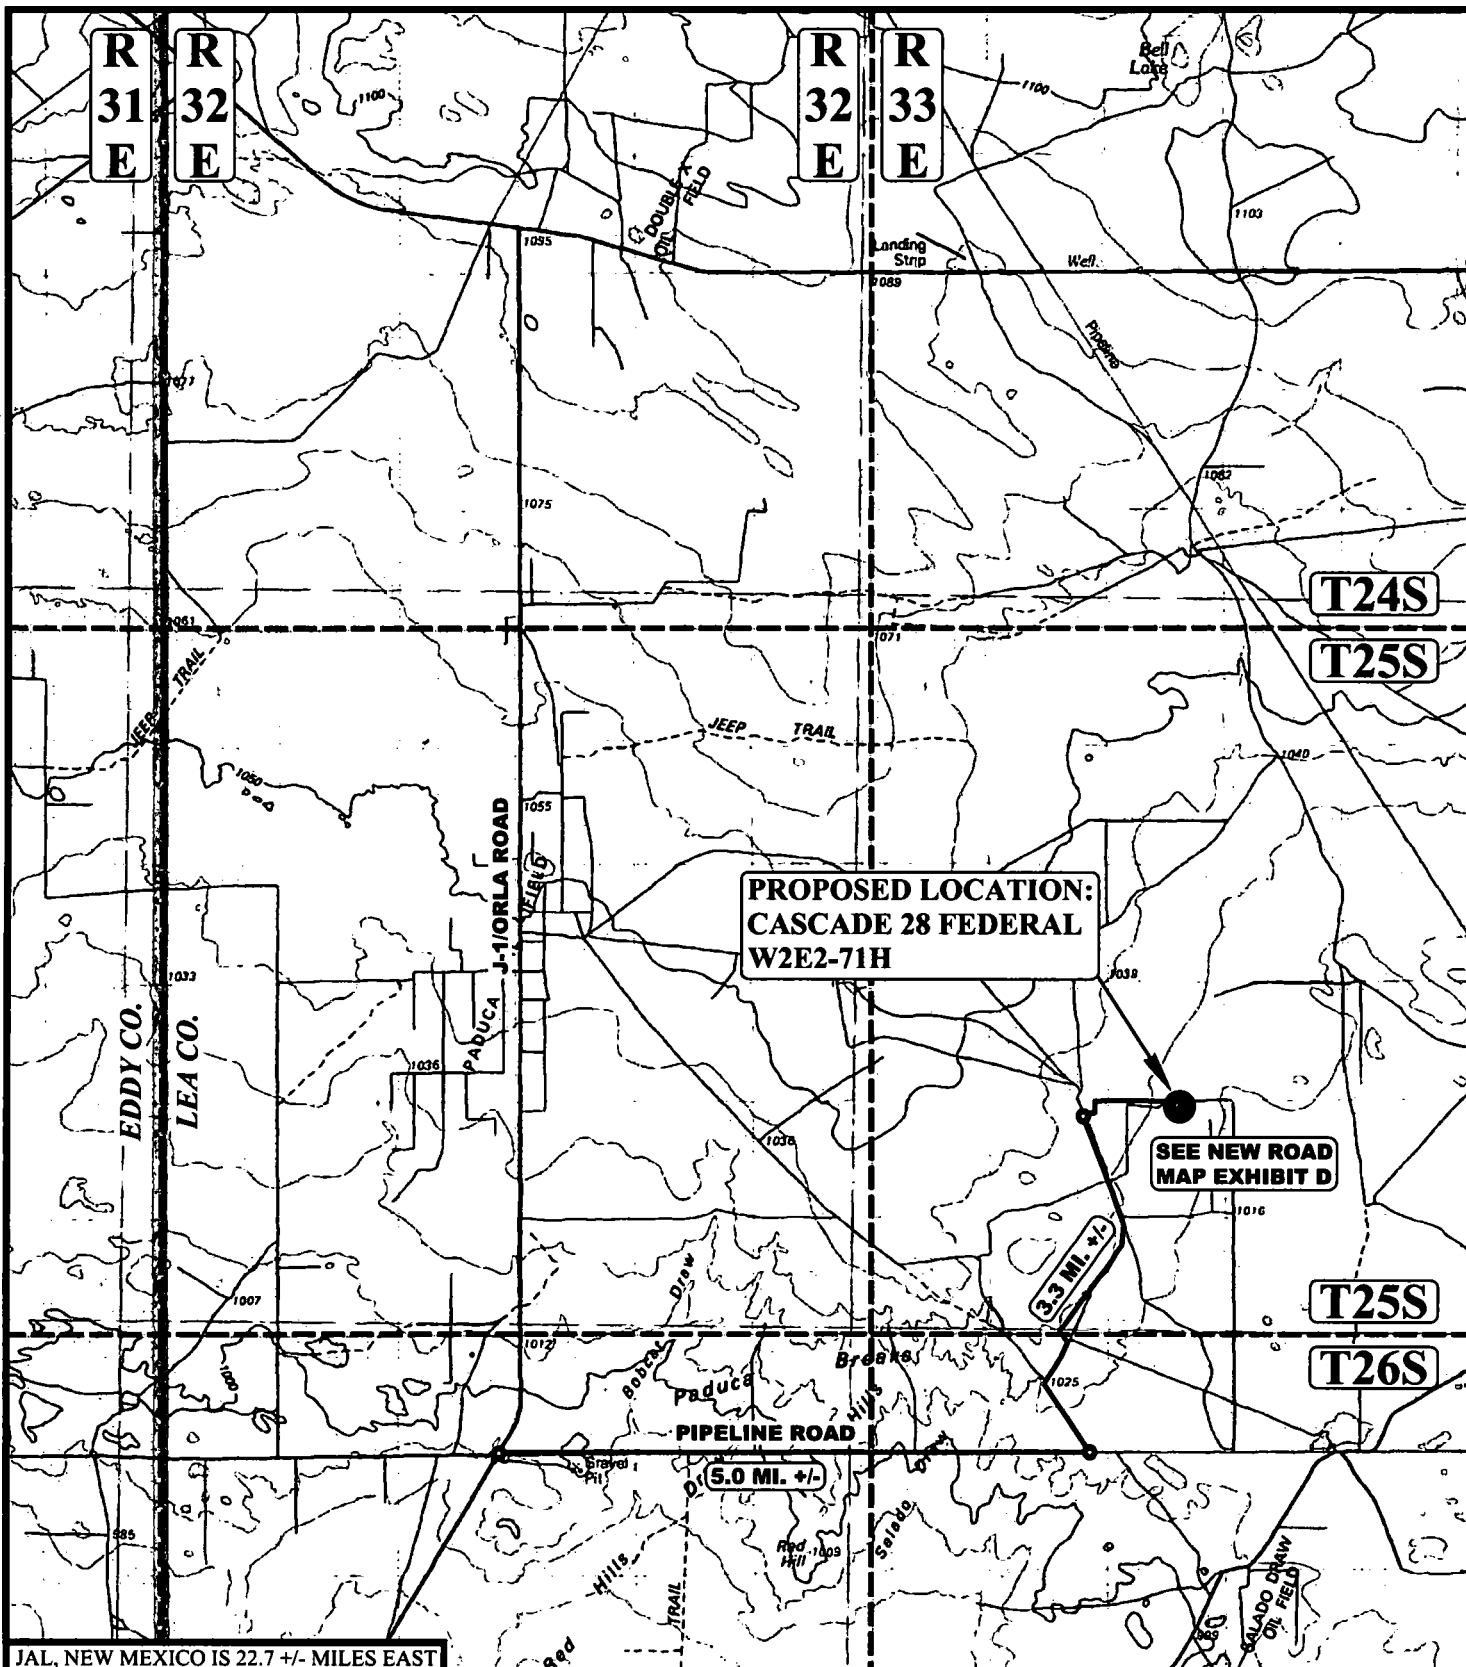 R
31
E
R
32
E
R
32
E
R
33
E
Bell
Lake
1100
1100
1103
DOUBLE X
OIL FIELD
1095
Landing
Strip
Well
1089
Pipeline
1077
1082
1075
T24S
1061
1071
T25S
JEEP TRAIL
JEEP TRAIL
1040
1050
1055
J-1/ORLA ROAD
FIELD
PROPOSED LOCATION:
CASCADE 28 FEDERAL
W2E2-71H
1033
1038
PADUCA
EDDY CO.
LEA CO.
1036
1036
SEE NEW ROAD
MAP EXHIBIT D
1016
3.3 MI. +/-
Draw
1007
T25S
1012
Bobcat
Breaks
T26S
1000
Paduca
1025
Hills
PIPELINE ROAD
Gravel
Pit
5.0 MI. +/-
Draw
985
Red
Hill
1009
Salado
Hills
TRAIL
SALADO DRAW
OIL FIELD
Red
JAL, NEW MEXICO IS 22.7 +/- MILES EAST